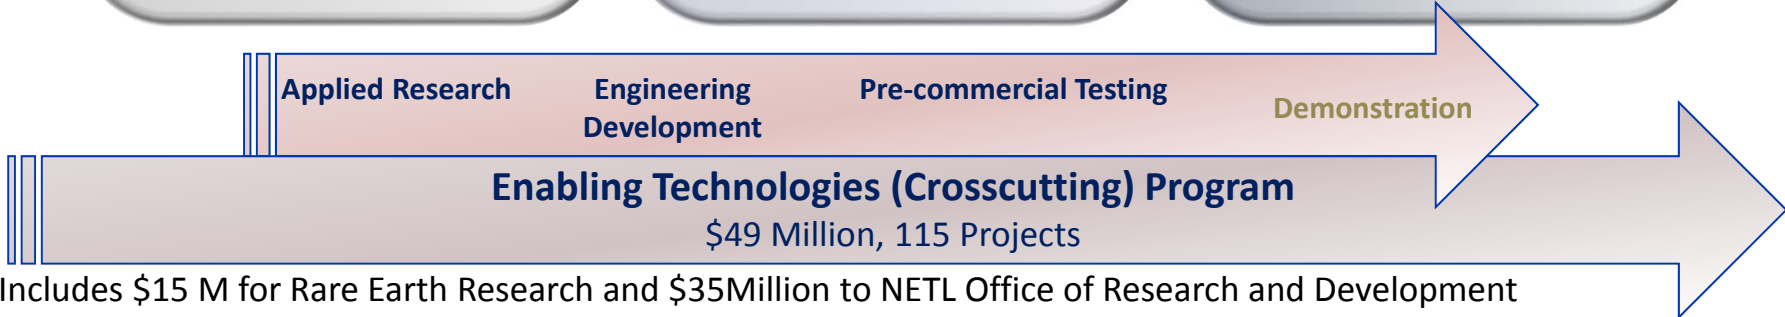 Applied Research
Engineering
Development
Pre-commercial Testing
Demonstration
Enabling Technologies (Crosscutting) Program
$49 Million, 115 Projects
Includes $15 M for Rare Earth Research and $35Million to NETL Office of Research and Development